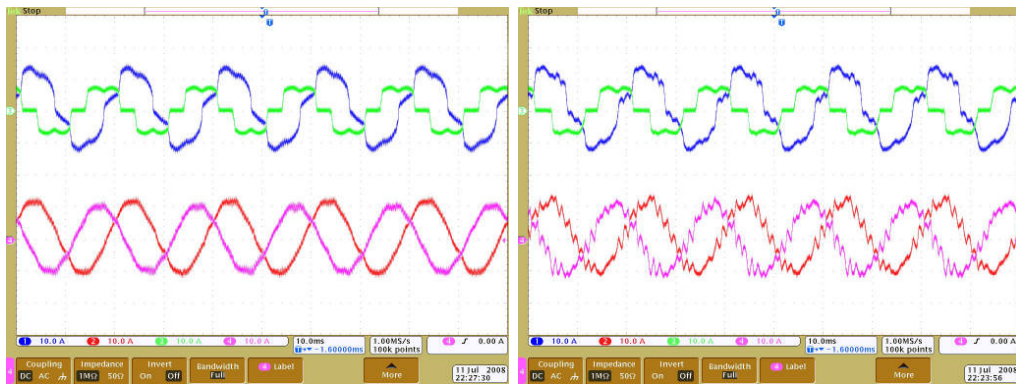 Tek Stop
1 10.0 A 2 10.0 A 3 10.0 A 4 10.0 A 10.0ms 1.00MS/s 4 0.00 A
-1.60000ms 100k points
Coupling Impedance Invert Bandwidth 4 Label More
DC AC 1MΩ 50Ω On Off Full
11 Jul 2008
22:27:30
Stop
1 10.0 A 2 10.0 A 3 10.0 A 4 10.0 A 10.0ms 1.00MS/s 4 0.00 A
-1.60000ms 100k points
Coupling Impedance Invert Bandwidth 4 Label More
DC AC 1MΩ 50Ω On Off Full
11 Jul 2008
22:23:56